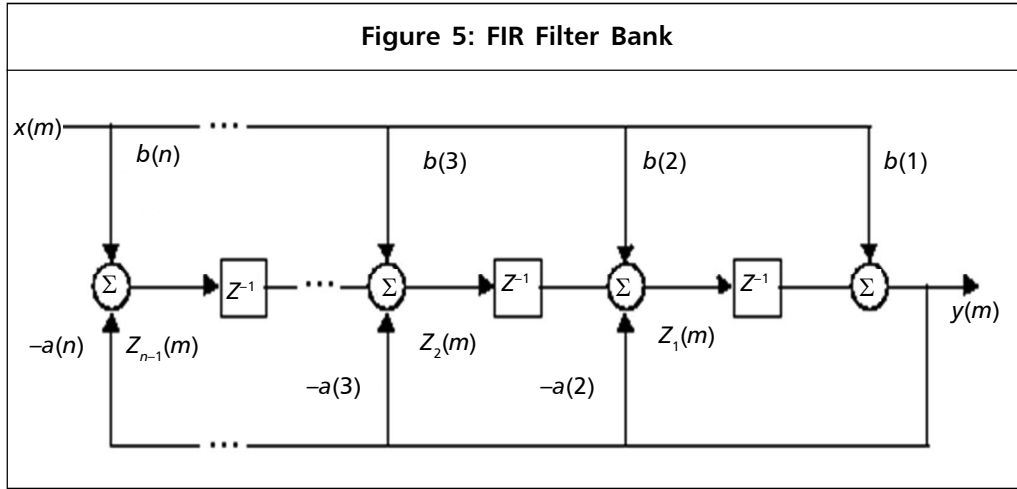 Figure 5: FIR Filter Bank
x(m) ...
b(n) b(3) b(2) b(1)
Σ Z⁻¹ ... Σ Z⁻¹ Σ Z⁻¹ Σ
y(m)
–a(n) Zₙ₋₁(m) Z₂(m) Z₁(m)
–a(3) –a(2)
...